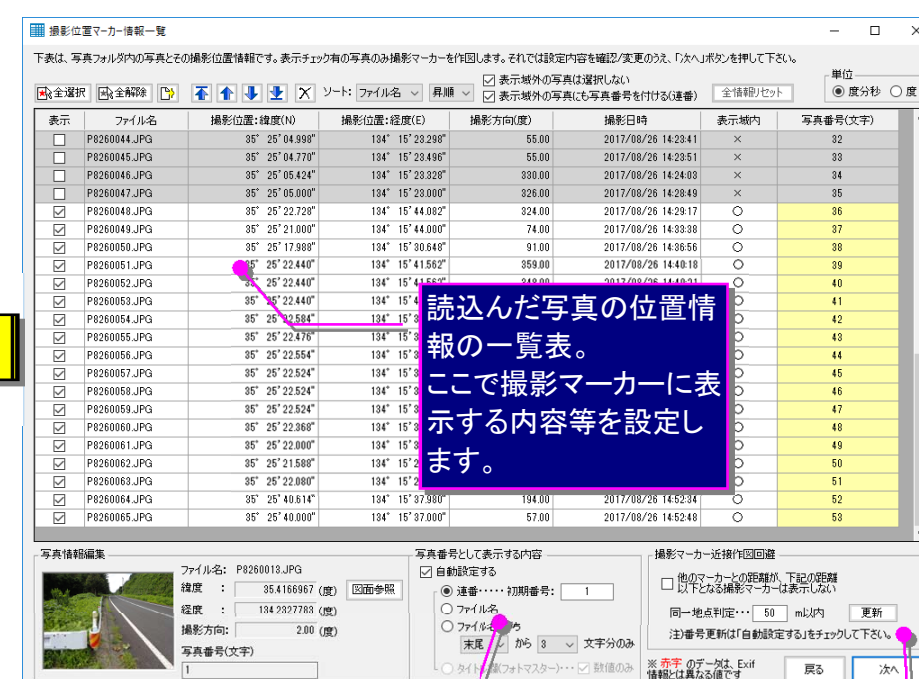 撮影位置マーカー情報一覧
下表は、写真フォルダ内の写真とその撮影位置情報です。表示チェック有の写真のみ撮影マーカーを作図します。それでは設定内容を確認/変更のうえ、「次へ」ボタンを押して下さい。
全選択 全解除 ソート: ファイル名 昇順
表示域外の写真は選択しない
表示域外の写真にも写真番号を付ける(連番)
全情報リセット
単位
度分秒 度
表示 ファイル名 撮影位置:緯度(N) 撮影位置:経度(E) 撮影方向(度) 撮影日時 表示域内 写真番号(文字)
P8260044.JPG 35° 25' 04.998" 134° 15' 23.298" 55.00 2017/08/26 14:23:41 × 32
P8260045.JPG 35° 25' 04.770" 134° 15' 23.496" 55.00 2017/08/26 14:23:51 × 33
P8260046.JPG 35° 25' 05.424" 134° 15' 23.328" 330.00 2017/08/26 14:24:03 × 34
P8260047.JPG 35° 25' 05.000" 134° 15' 23.000" 326.00 2017/08/26 14:28:49 × 35
P8260048.JPG 35° 25' 22.728" 134° 15' 44.082" 324.00 2017/08/26 14:29:17 ○ 36
P8260049.JPG 35° 25' 21.000" 134° 15' 44.000" 74.00 2017/08/26 14:33:38 ○ 37
P8260050.JPG 35° 25' 17.988" 134° 15' 30.648" 91.00 2017/08/26 14:36:56 ○ 38
P8260051.JPG 35° 25' 22.440" 134° 15' 41.562" 359.00 2017/08/26 14:40:18 ○ 39
P8260052.JPG 35° 25' 22.440" 134° ○ 40
P8260053.JPG 35° 25' 22.440" 134° ○ 41
P8260054.JPG 35° 25' 22.584" 134° ○ 42
P8260055.JPG 35° 25' 22.476" 134° ○ 43
P8260056.JPG 35° 25' 22.554" 134° ○ 44
P8260057.JPG 35° 25' 22.524" 134° ○ 45
P8260058.JPG 35° 25' 22.524" 134° ○ 46
P8260059.JPG 35° 25' 22.524" 134° ○ 47
P8260060.JPG 35° 25' 22.368" 134° ○ 48
P8260061.JPG 35° 25' 22.000" 134° ○ 49
P8260062.JPG 35° 25' 21.588" 134° ○ 50
P8260063.JPG 35° 25' 22.080" 134° ○ 51
P8260064.JPG 35° 25' 40.614" 134° 15' 37.980" 194.00 2017/08/26 14:52:34 ○ 52
P8260065.JPG 35° 25' 40.000" 134° 15' 37.000" 57.00 2017/08/26 14:52:48 ○ 53
読込んだ写真の位置情
報の一覧表。
ここで撮影マーカーに表
示する内容等を設定し
ます。
写真情報編集
ファイル名: P8260013.JPG
緯度 : 35.4166967 (度) 図面参照
経度 : 134.2327783 (度)
撮影方向: 2.00 (度)
写真番号(文字)
1
写真番号として表示する内容
自動設定する
連番・・・・・初期番号: 1
ファイル名
末尾 から 3 文字分のみ
数値のみ
撮影マーカー近接作図回避
他のマーカーとの距離が、下記の距離
以下となる撮影マーカーは表示しない
同一地点判定・・・ 50 m以内 更新
注)番号更新は「自動設定する」をチェックして下さい。
※ 赤字 のデータは、Exif
情報とは異なる値です
戻る 次へ